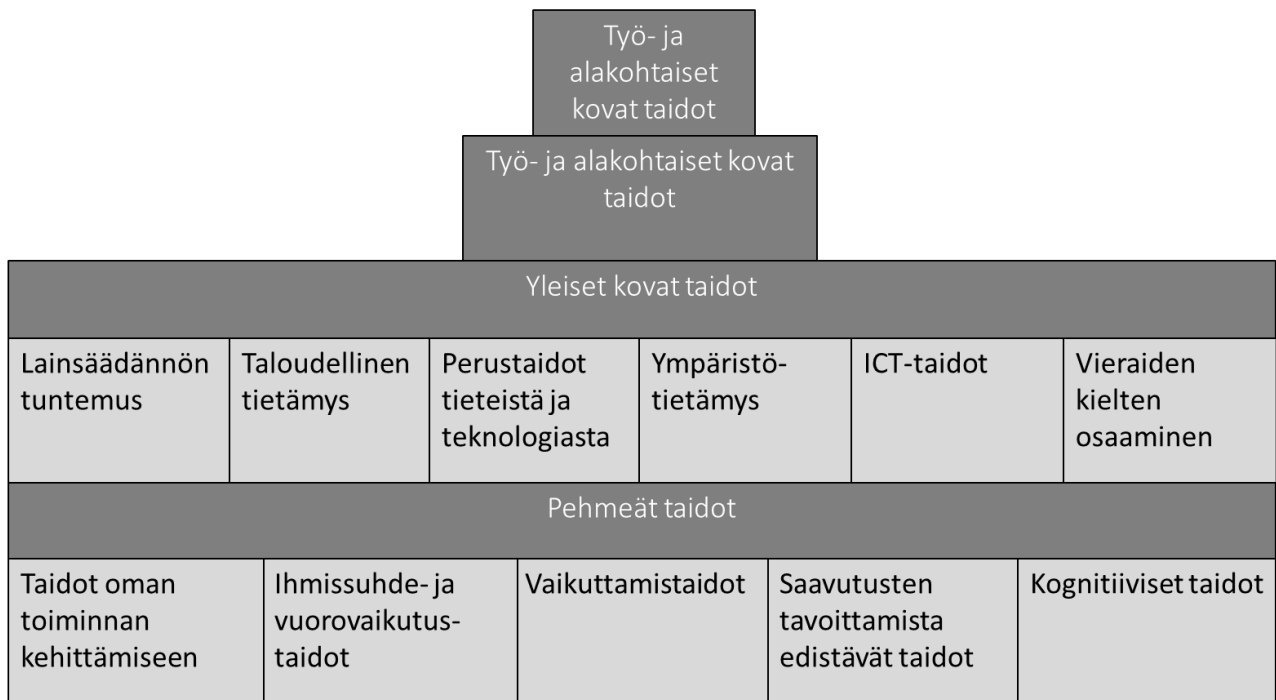 Työ- ja
alakohtaiset
kovat taidot
Työ- ja alakohtaiset kovat
taidot
Yleiset kovat taidot
Lainsäädännön
tuntemus
Taloudellinen
tietämys
Perustaidot
tieteistä ja
teknologiasta
Ympäristö-
tietämys
ICT-taidot
Vieraiden
kielten
osaaminen
Pehmeät taidot
Taidot oman
toiminnan
kehittämiseen
Ihmissuhde- ja
vuorovaikutus-
taidot
Vaikuttamistaidot
Saavutusten
tavoittamista
edistävät taidot
Kognitiiviset taidot